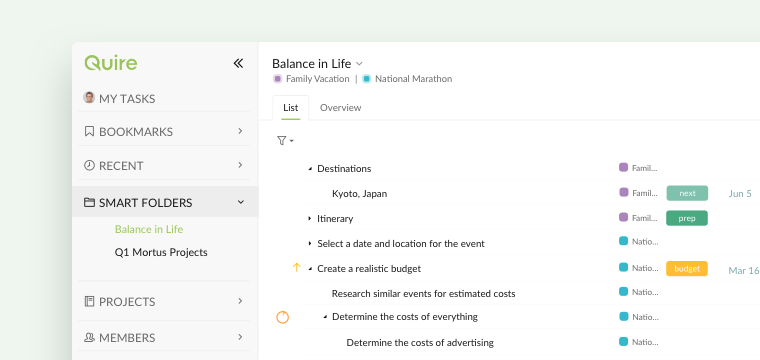 Quire
MY TASKS
BOOKMARKS
RECENT
SMART FOLDERS
Balance in Life
Q1 Mortus Projects
PROJECTS
MEMBERS
Balance in Life
Family Vacation | National Marathon
List Overview
Destinations Famil...
Kyoto, Japan Famil... next Jun 5
Itinerary Famil... prep
Select a date and location for the event Natio...
Create a realistic budget Natio... budget Mar 16
Research similar events for estimated costs Natio...
Determine the costs of everything Natio...
Determine the costs of advertising Natio...